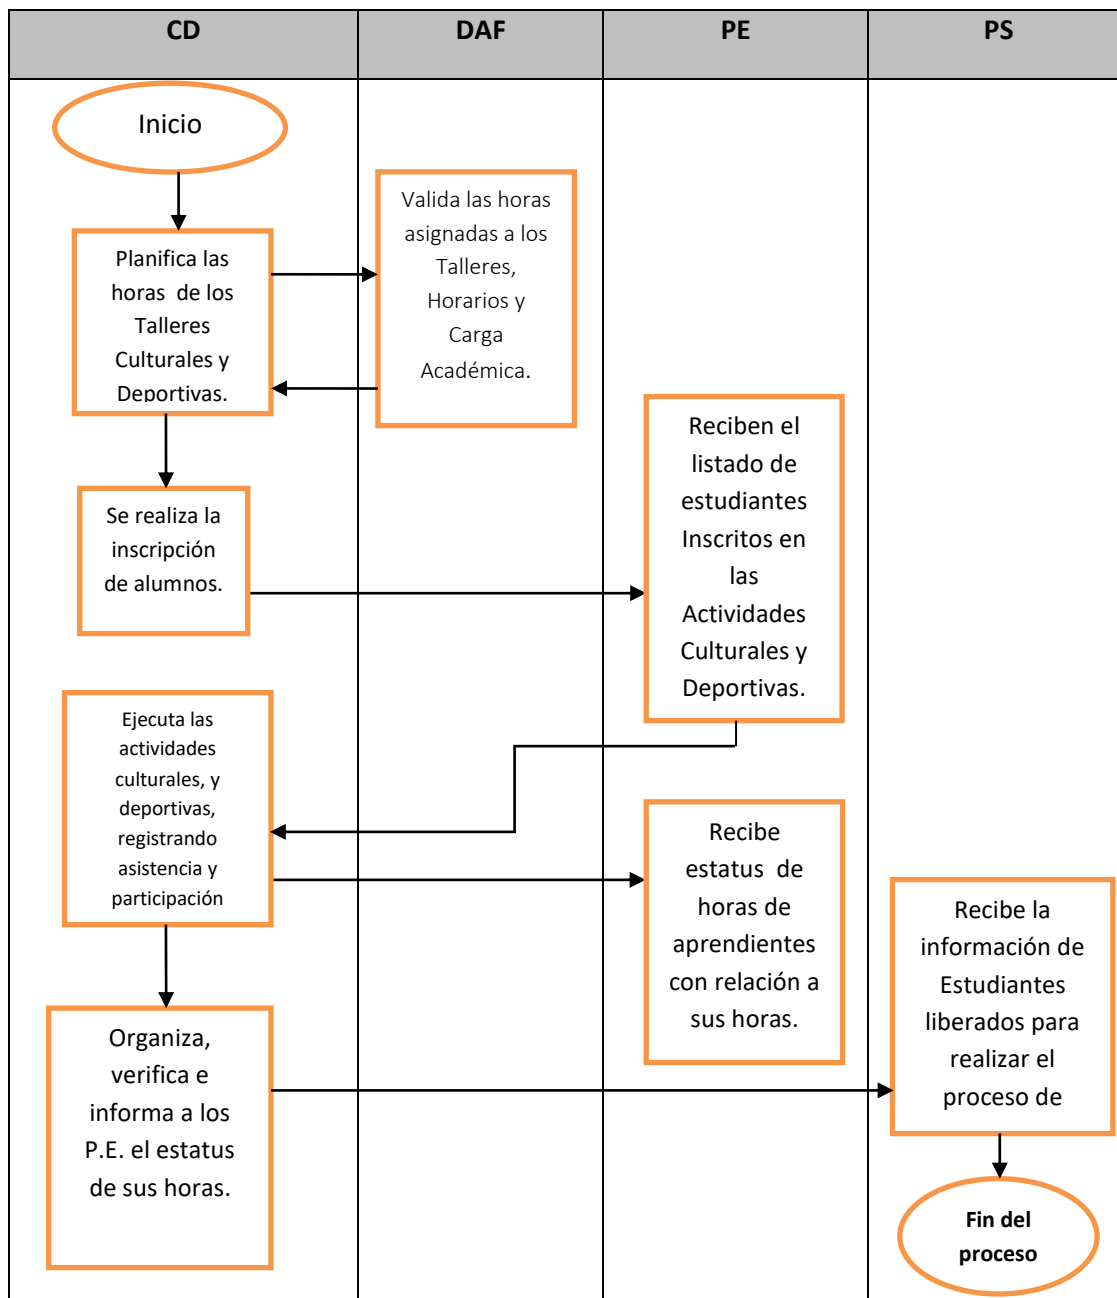 CD
DAF
PE
PS
Inicio
Planifica las
horas de los
Talleres
Culturales y
Deportivas.
Valida las horas
asignadas a los
Talleres,
Horarios y
Carga
Académica.
Se realiza la
inscripción
de alumnos.
Reciben el
listado de
estudiantes
Inscritos en
las
Actividades
Culturales y
Deportivas.
Ejecuta las
actividades
culturales, y
deportivas,
registrando
asistencia y
participación
Recibe
estatus de
horas de
aprendientes
con relación a
sus horas.
Organiza,
verifica e
informa a los
P.E. el estatus
de sus horas.
Recibe la
información de
Estudiantes
liberados para
realizar el
proceso de
Fin del
proceso